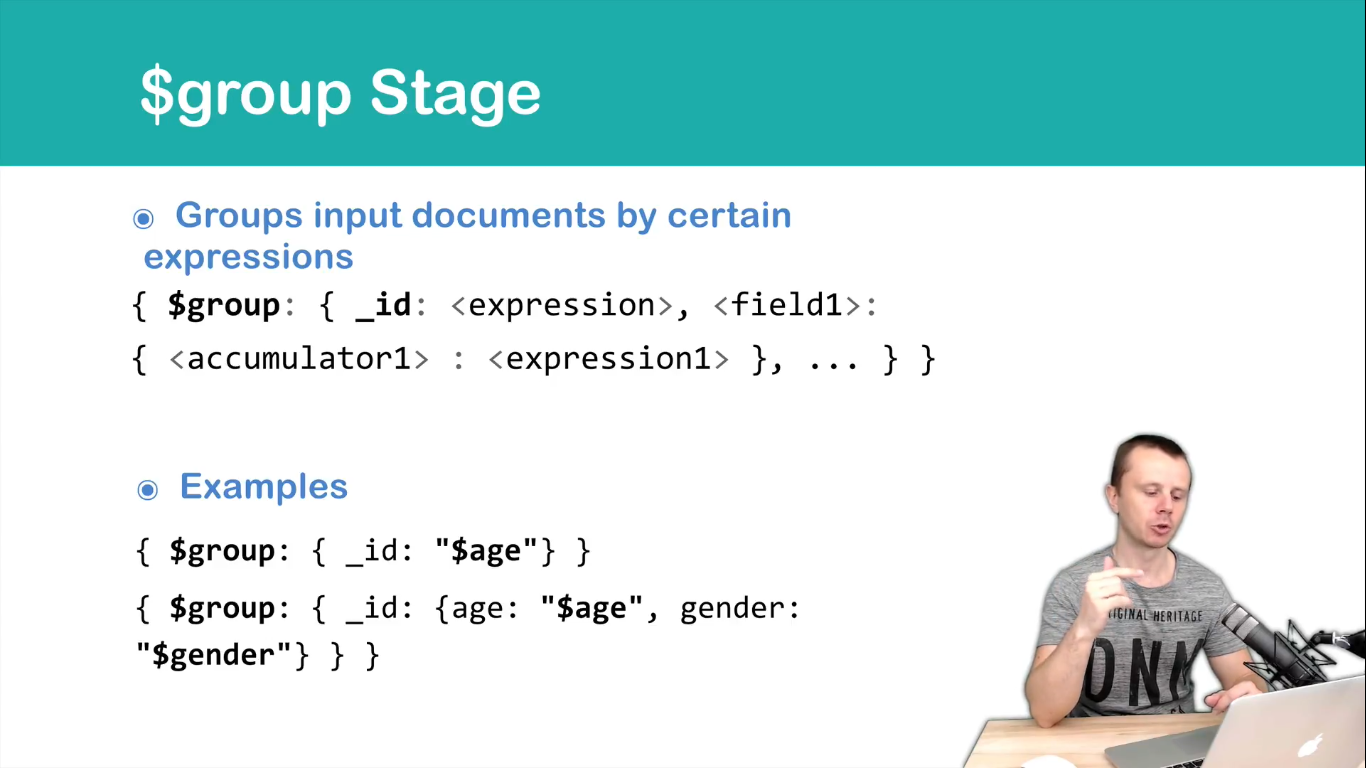 $group Stage
◉ Groups input documents by certain
expressions
{ $group: { _id: <expression>, <field1>:
{ <accumulator1> : <expression1> }, ... } }
◉ Examples
{ $group: { _id: "$age"} }
{ $group: { _id: {age: "$age", gender:
"$gender"} } }
IGINAL HERITAGE